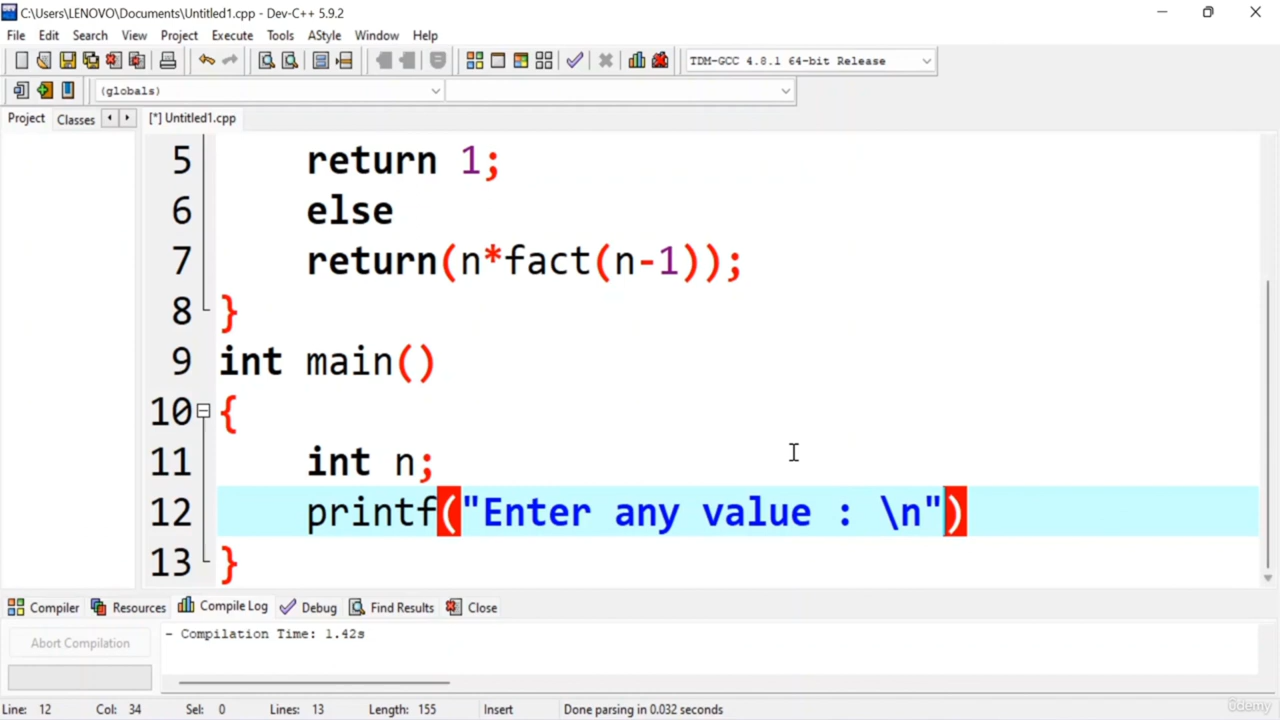 C:\Users\LENOVO\Documents\Untitled1.cpp - Dev-C++ 5.9.2
File Edit Search View Project Execute Tools AStyle Window Help
TDM-GCC 4.8.1 64-bit Release
(globals)
Project Classes [*] Untitled1.cpp
5 return 1;
6 else
7 return(n*fact(n-1));
8 }
9 int main()
10 {
11 int n;
12 printf("Enter any value : \n")
13 }
Compiler Resources Compile Log Debug Find Results Close
Abort Compilation
- Compilation Time: 1.42s
Line: 12 Col: 34 Sel: 0 Lines: 13 Length: 155 Insert Done parsing in 0.032 seconds
ûdemy